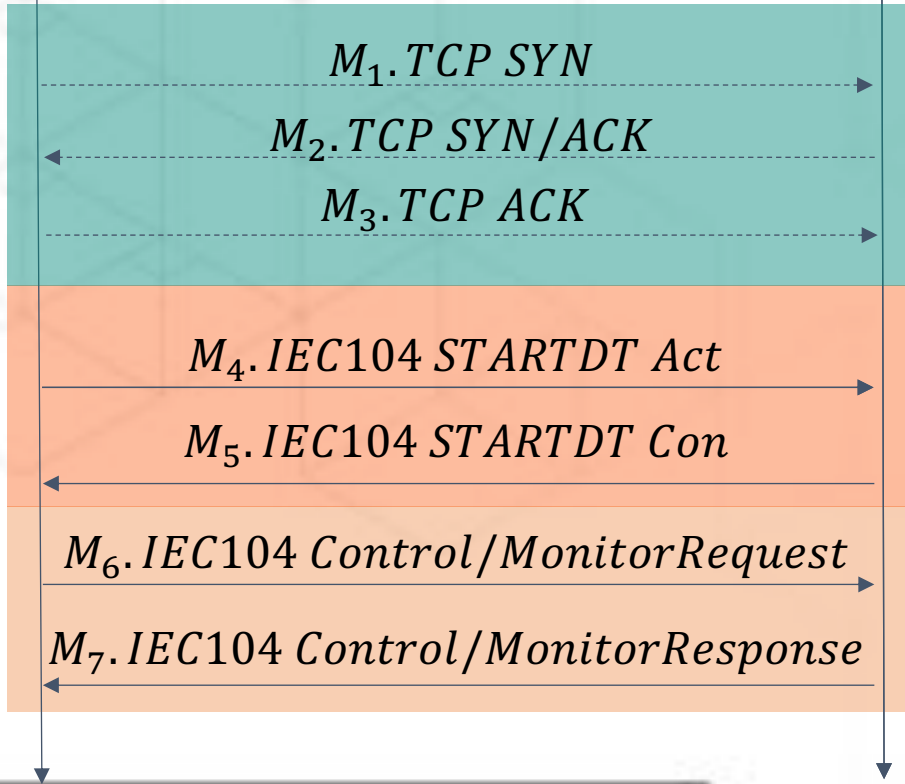 M₁. TCP SYN
M₂. TCP SYN/ACK
M₃. TCP ACK
M₄. IEC104 STARTDT Act
M₅. IEC104 STARTDT Con
M₆. IEC104 Control/MonitorRequest
M₇. IEC104 Control/MonitorResponse